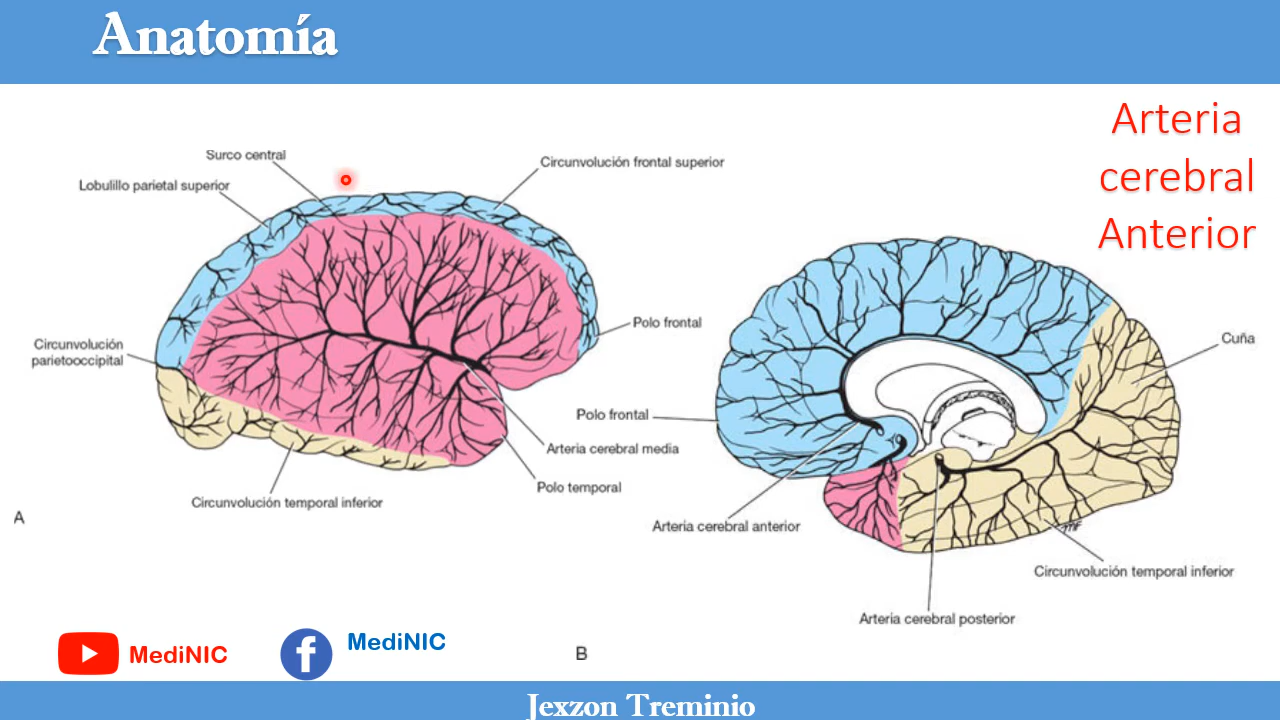 Anatomía
Arteria
cerebral
Anterior
Surco central
Lobulillo parietal superior
Circunvolución frontal superior
Polo frontal
Circunvolución
parietooccipital
Arteria cerebral media
Polo temporal
Circunvolución temporal inferior
A
Cuña
Polo frontal
Arteria cerebral anterior
Circunvolución temporal inferior
Arteria cerebral posterior
B
MediNIC
MediNIC
Jexzon Treminio